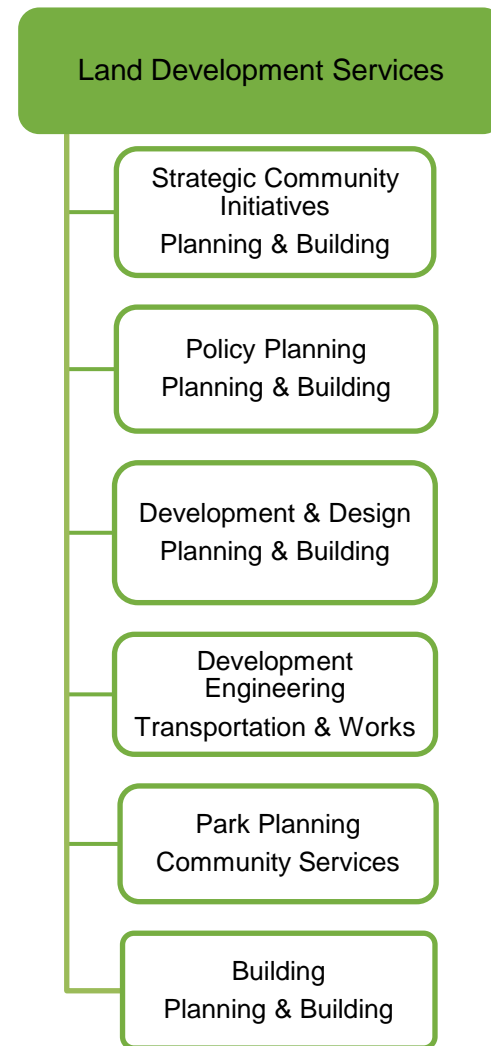 Land Development Services
Strategic Community
Initiatives
Planning & Building
Policy Planning
Planning & Building
Development & Design
Planning & Building
Development
Engineering
Transportation & Works
Park Planning
Community Services
Building
Planning & Building